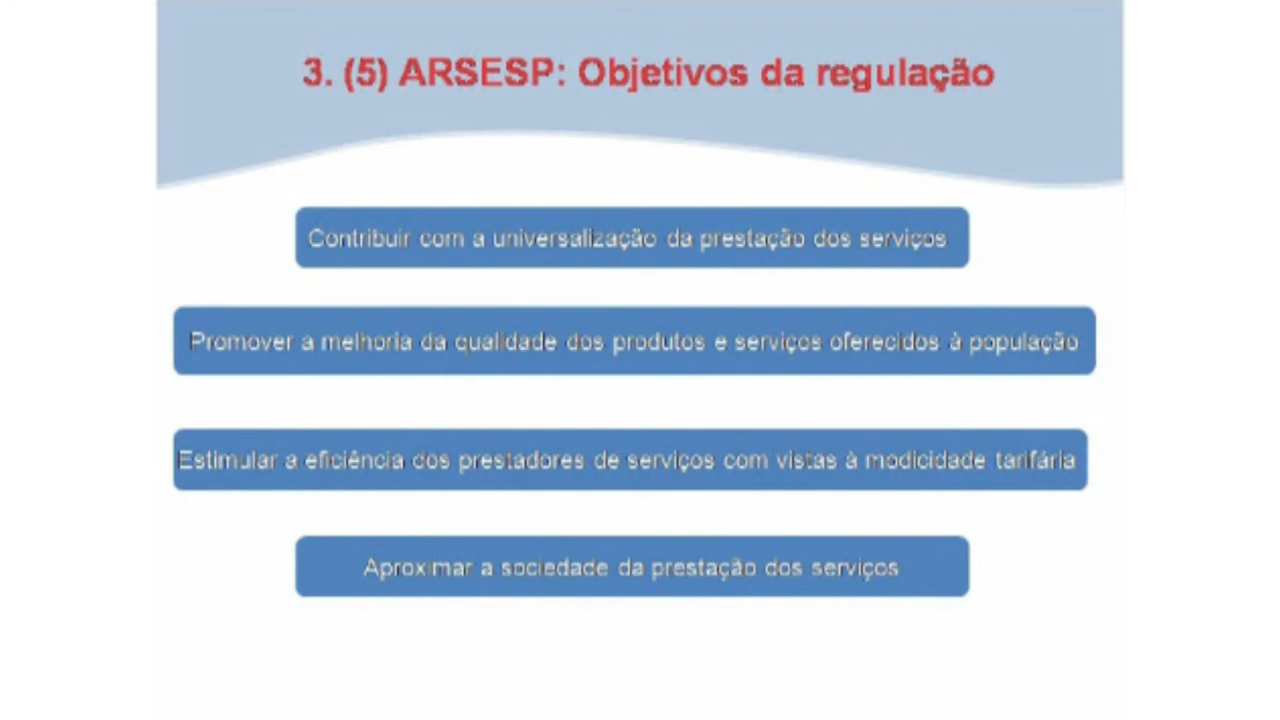 3. (5) ARSESP: Objetivos da regulação
Contribuir com a universalização da prestação dos serviços
Promover a melhoria da qualidade dos produtos e serviços oferecidos à população
Estimular a eficiência dos prestadores de serviços com vistas à modicidade tarifária
Aproximar a sociedade da prestação dos serviços